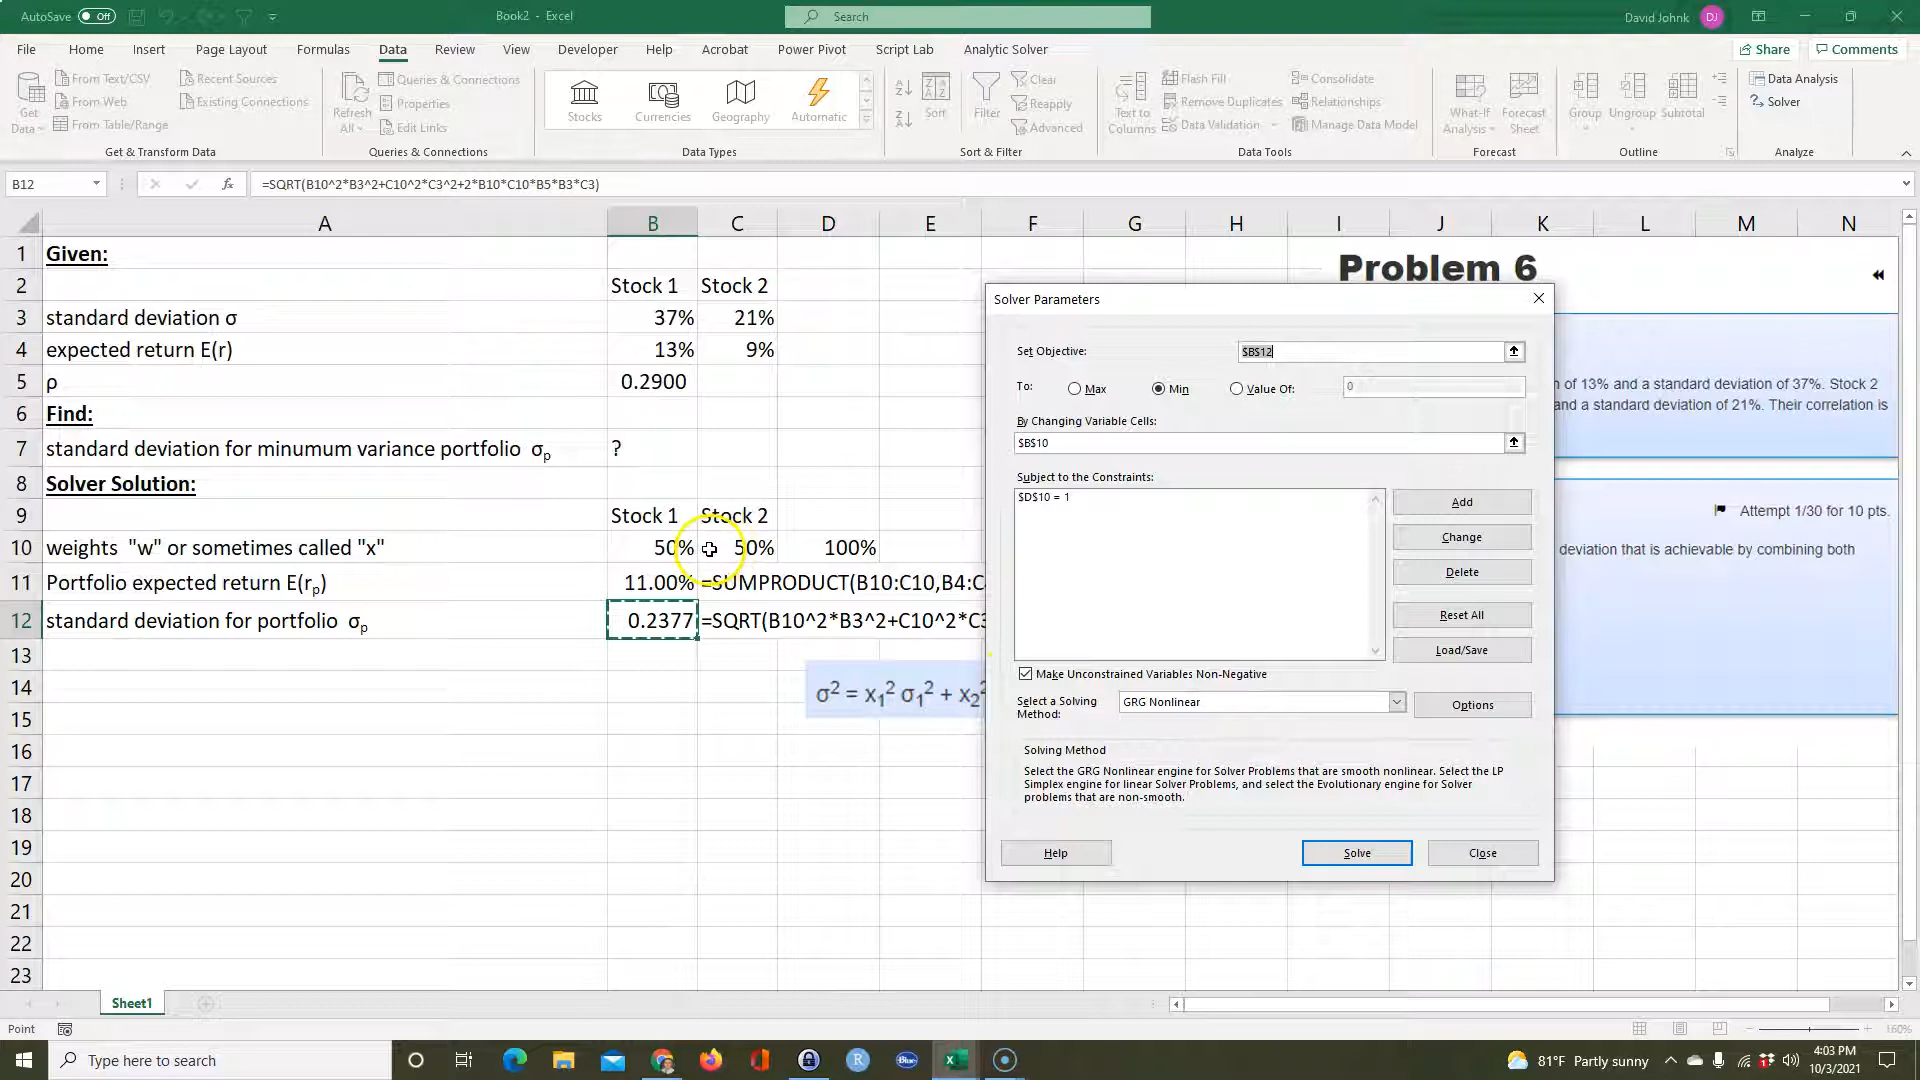 AutoSave Off
Book2 - Excel
Search
David Johnk DJ
File Home Insert Page Layout Formulas Data Review View Developer Help Acrobat Power Pivot Script Lab Analytic Solver
Share Comments
Get Data
From Text/CSV
From Web
From Table/Range
Recent Sources
Existing Connections
Get & Transform Data
Refresh All
Queries & Connections
Properties
Edit Links
Queries & Connections
Stocks Currencies Geography Automatic
Data Types
Sort
Filter
Clear
Reapply
Advanced
Sort & Filter
Text to Columns
Flash Fill
Remove Duplicates
Data Validation
Consolidate
Relationships
Manage Data Model
Data Tools
What-If Analysis
Forecast Sheet
Forecast
Group Ungroup Subtotal
Outline
Data Analysis
Solver
Analyze
B12 fx =SQRT(B10^2*B3^2+C10^2*C3^2+2*B10*C10*B5*B3*C3)
A B C D E F G H I J K L M N
1 Given:
2 Stock 1 Stock 2
3 standard deviation σ 37% 21%
4 expected return E(r) 13% 9%
5 ρ 0.2900
6 Find:
7 standard deviation for minumum variance portfolio σp ?
8 Solver Solution:
9 Stock 1 Stock 2
10 weights "w" or sometimes called "x" 50% 50% 100%
11 Portfolio expected return E(rp) 11.00% =SUMPRODUCT(B10:C10,B4:C
12 standard deviation for portfolio σp 0.2377 =SQRT(B10^2*B3^2+C10^2*C3
13
14
σ² = x₁² σ₁² + x₂²
15
16
17
18
19
20
21
22
23
Problem 6
of 13% and a standard deviation of 37%. Stock 2
and a standard deviation of 21%. Their correlation is
Attempt 1/30 for 10 pts.
deviation that is achievable by combining both
Solver Parameters
Set Objective: $B$12
To: Max Min Value Of: 0
By Changing Variable Cells:
$B$10
Subject to the Constraints:
$D$10 = 1
Add
Change
Delete
Reset All
Load/Save
Make Unconstrained Variables Non-Negative
Select a Solving Method: GRG Nonlinear Options
Solving Method
Select the GRG Nonlinear engine for Solver Problems that are smooth nonlinear. Select the LP
Simplex engine for linear Solver Problems, and select the Evolutionary engine for Solver
problems that are non-smooth.
Help Solve Close
Sheet1
Point
160%
Type here to search
81°F Partly sunny
4:03 PM
10/3/2021